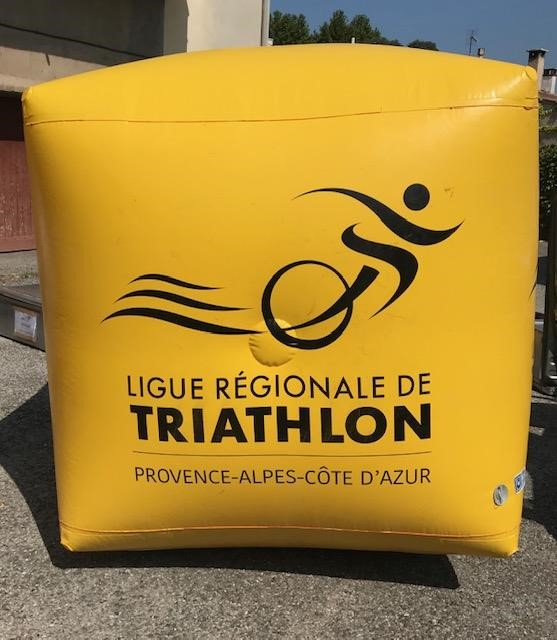 LIGUE RÉGIONALE DE
TRIATHLON
PROVENCE-ALPES-CÔTE D'AZUR